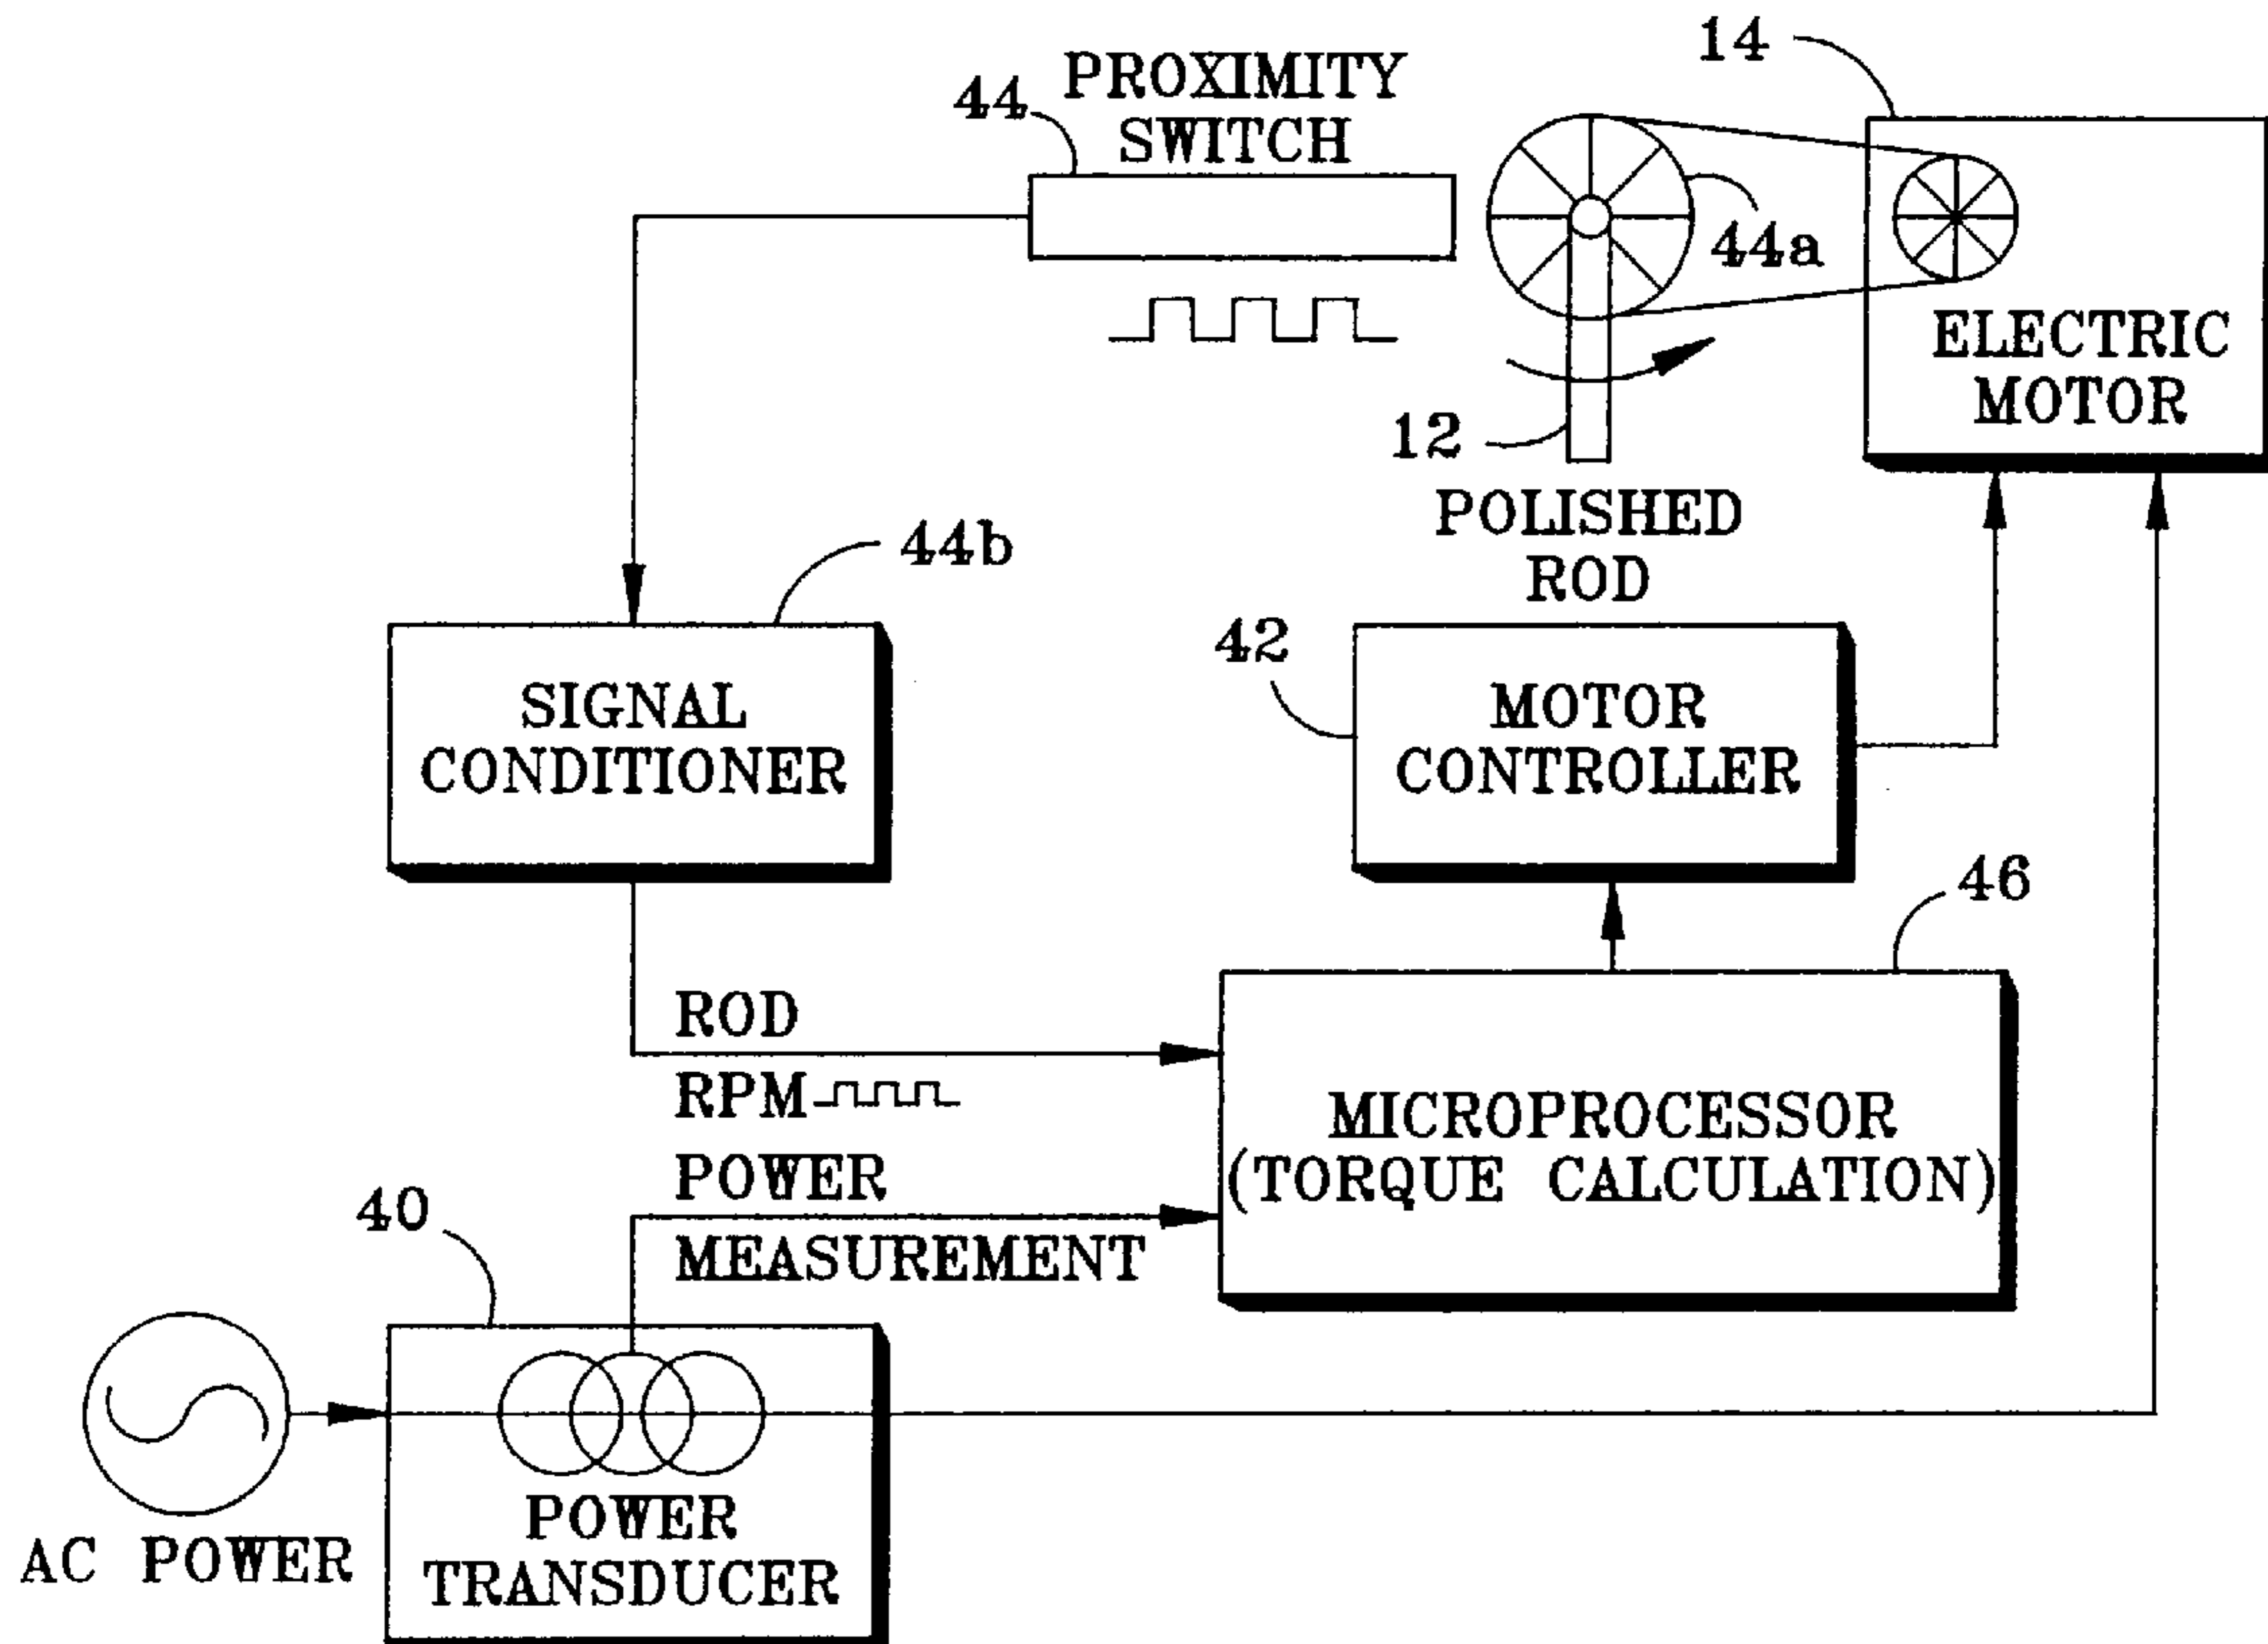 14
44
PROXIMITY
SWITCH
44a
ELECTRIC
MOTOR
12
POLISHED
ROD
44b
SIGNAL
CONDITIONER
42
MOTOR
CONTROLLER
46
ROD
RPM
POWER
MEASUREMENT
MICROPROCESSOR
(TORQUE CALCULATION)
40
AC POWER
POWER
TRANSDUCER